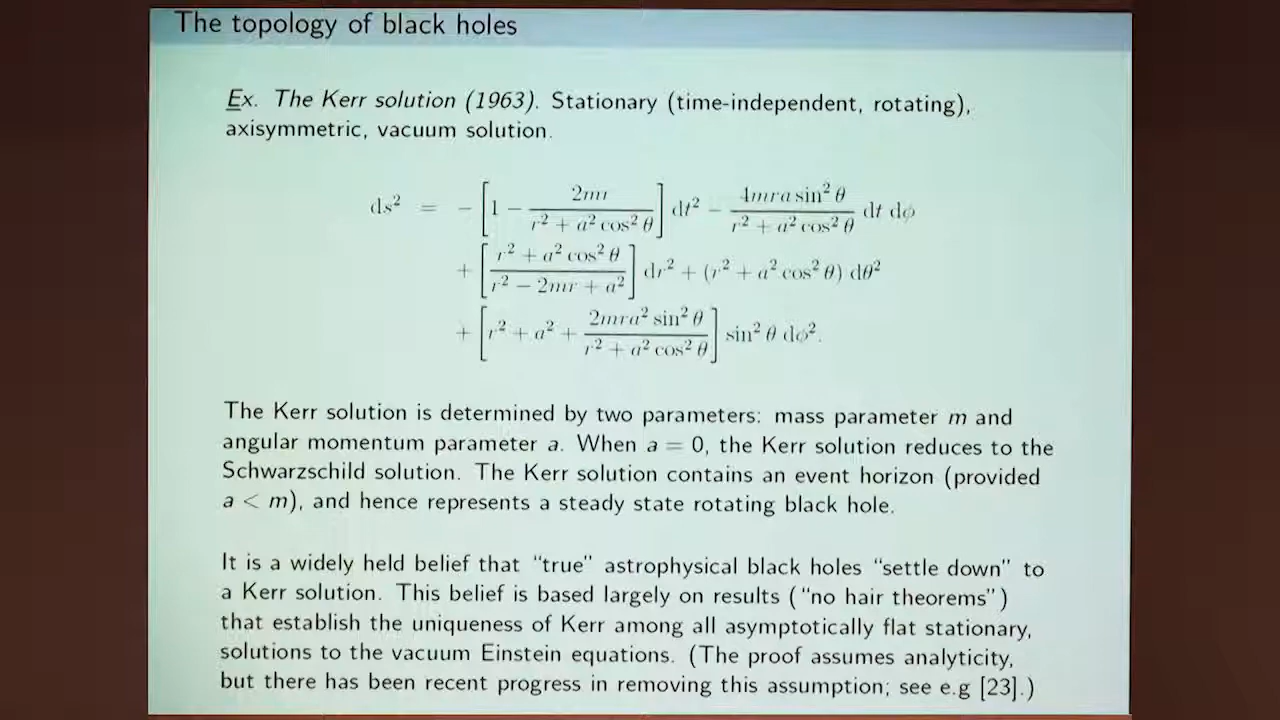 The topology of black holes
Ex. The Kerr solution (1963). Stationary (time-independent, rotating),
axisymmetric, vacuum solution.
ds² = − [1 − 2mr / (r² + a² cos² θ)] dt² − (4mra sin² θ / (r² + a² cos² θ)) dt dϕ
+ [(r² + a² cos² θ) / (r² − 2mr + a²)] dr² + (r² + a² cos² θ) dθ²
+ [r² + a² + 2mra² sin² θ / (r² + a² cos² θ)] sin² θ dϕ².
The Kerr solution is determined by two parameters: mass parameter m and
angular momentum parameter a. When a = 0, the Kerr solution reduces to the
Schwarzschild solution. The Kerr solution contains an event horizon (provided
a < m), and hence represents a steady state rotating black hole.
It is a widely held belief that "true" astrophysical black holes "settle down" to
a Kerr solution. This belief is based largely on results ("no hair theorems")
that establish the uniqueness of Kerr among all asymptotically flat stationary,
solutions to the vacuum Einstein equations. (The proof assumes analyticity,
but there has been recent progress in removing this assumption; see e.g [23].)